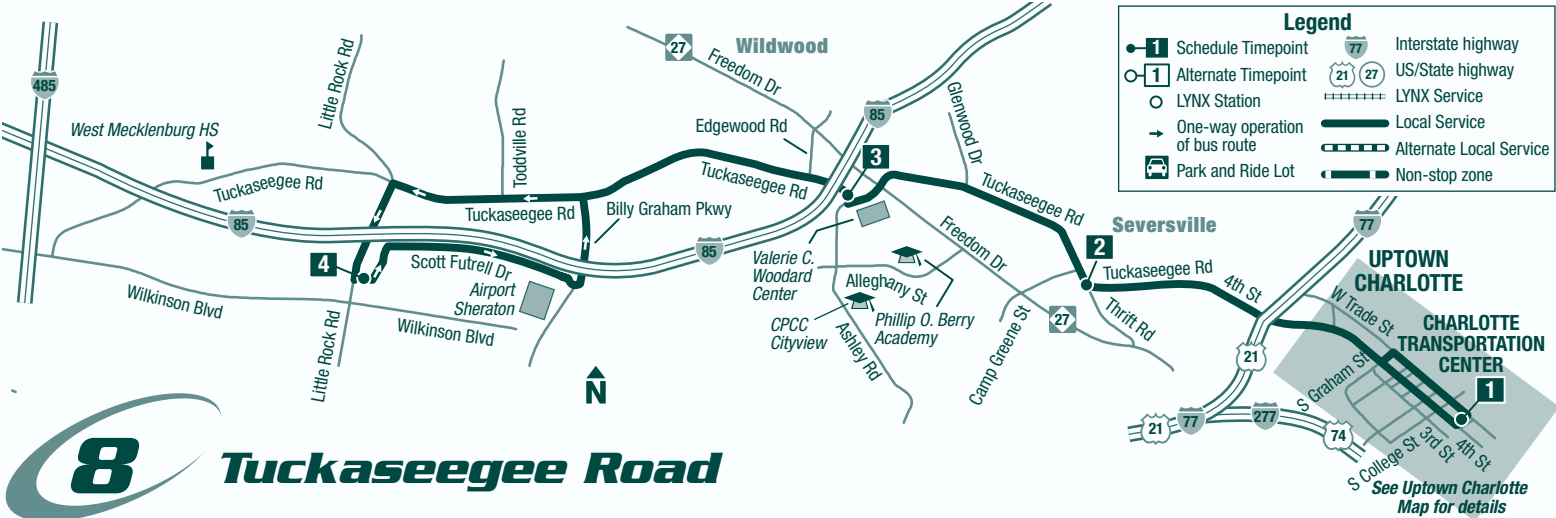 485
West Mecklenburg HS
Little Rock Rd
Toddville Rd
27
Freedom Dr
Wildwood
Edgewood Rd
85
3
Glenwood Dr
Tuckaseegee Rd
Tuckaseegee Rd
Tuckaseegee Rd
Tuckaseegee Rd
85
Billy Graham Pkwy
85
4
Scott Futrell Dr
Airport
Sheraton
Wilkinson Blvd
Wilkinson Blvd
Little Rock Rd
N
Valerie C.
Woodard
Center
Alleghany St
CPCC
Cityview
Phillip O. Berry
Academy
Ashley Rd
Freedom Dr
27
Camp Greene St
Thrift Rd
Seversville
2
Tuckaseegee Rd
4th St
77
UPTOWN
CHARLOTTE
W Trade St
CHARLOTTE
TRANSPORTATION
CENTER
1
S Graham St
21
21
77
277
74
S College St
3rd St
4th St
See Uptown Charlotte
Map for details
Legend
1 Schedule Timepoint
1 Alternate Timepoint
LYNX Station
One-way operation
of bus route
Park and Ride Lot
77 Interstate highway
21 27 US/State highway
LYNX Service
Local Service
Alternate Local Service
Non-stop zone
8 Tuckaseegee Road